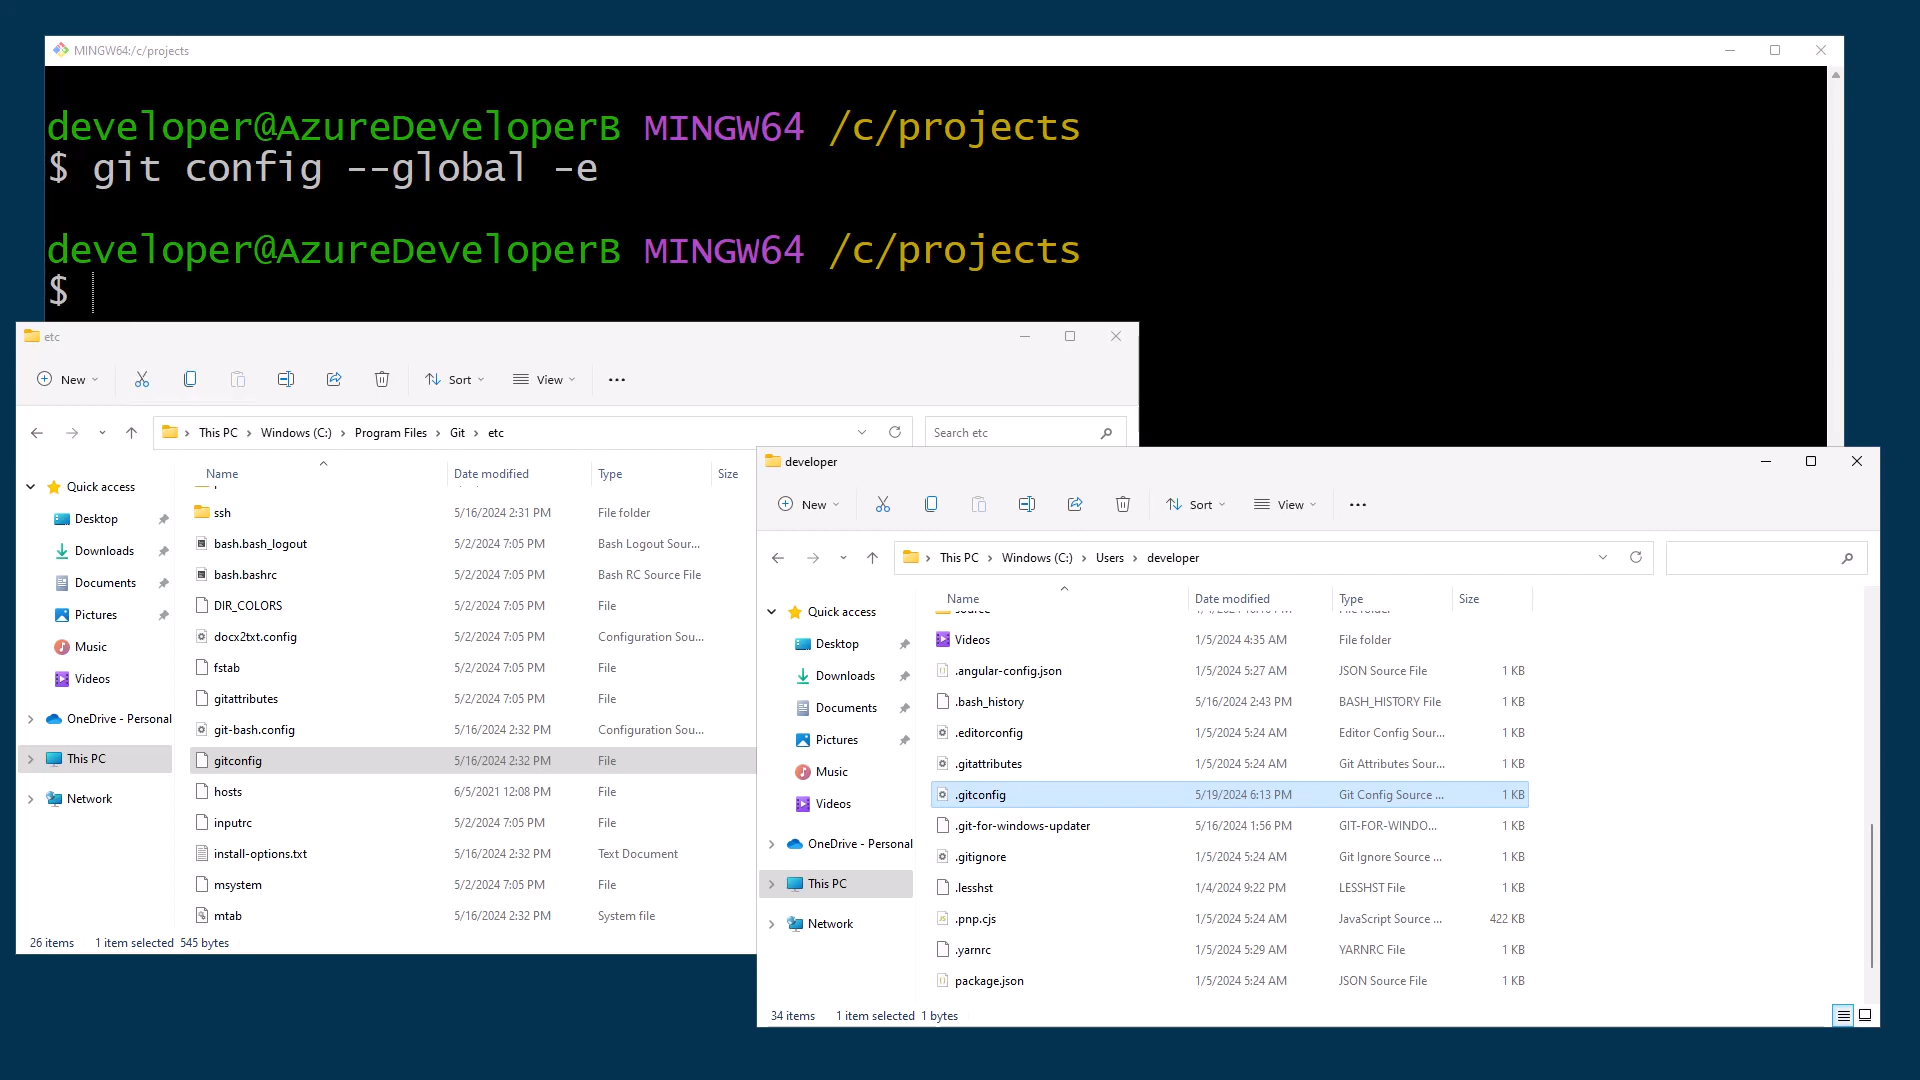 MINGW64:/c/projects
developer@AzureDeveloperB MINGW64 /c/projects
$ git config --global -e
developer@AzureDeveloperB MINGW64 /c/projects
$
etc
New
Sort
View
This PC
Windows (C:)
Program Files
Git
etc
Search etc
Name
Date modified
Type
Size
Quick access
Desktop
Downloads
Documents
Pictures
Music
Videos
OneDrive - Personal
This PC
Network
ssh 5/16/2024 2:31 PM File folder
bash.bash_logout 5/2/2024 7:05 PM Bash Logout Sour...
bash.bashrc 5/2/2024 7:05 PM Bash RC Source File
DIR_COLORS 5/2/2024 7:05 PM File
docx2txt.config 5/2/2024 7:05 PM Configuration Sou...
fstab 5/2/2024 7:05 PM File
gitattributes 5/2/2024 7:05 PM File
git-bash.config 5/16/2024 2:32 PM Configuration Sou...
gitconfig 5/16/2024 2:32 PM File
hosts 6/5/2021 12:08 PM File
inputrc 5/2/2024 7:05 PM File
install-options.txt 5/16/2024 2:32 PM Text Document
msystem 5/2/2024 7:05 PM File
mtab 5/16/2024 2:32 PM System file
26 items 1 item selected 545 bytes
developer
New
Sort
View
This PC
Windows (C:)
Users
developer
Name
Date modified
Type
Size
Quick access
Desktop
Downloads
Documents
Pictures
Music
Videos
OneDrive - Personal
This PC
Network
Videos 1/5/2024 4:35 AM File folder
.angular-config.json 1/5/2024 5:27 AM JSON Source File 1 KB
.bash_history 5/16/2024 2:43 PM BASH_HISTORY File 1 KB
.editorconfig 1/5/2024 5:24 AM Editor Config Sour... 1 KB
.gitattributes 1/5/2024 5:24 AM Git Attributes Sour... 1 KB
.gitconfig 5/19/2024 6:13 PM Git Config Source ... 1 KB
.git-for-windows-updater 5/16/2024 1:56 PM GIT-FOR-WINDO... 1 KB
.gitignore 1/5/2024 5:24 AM Git Ignore Source ... 1 KB
.lesshst 1/4/2024 9:22 PM LESSHST File 1 KB
.pnp.cjs 1/5/2024 5:24 AM JavaScript Source ... 422 KB
.yarnrc 1/5/2024 5:29 AM YARNRC File 1 KB
package.json 1/5/2024 5:24 AM JSON Source File 1 KB
34 items 1 item selected 1 bytes